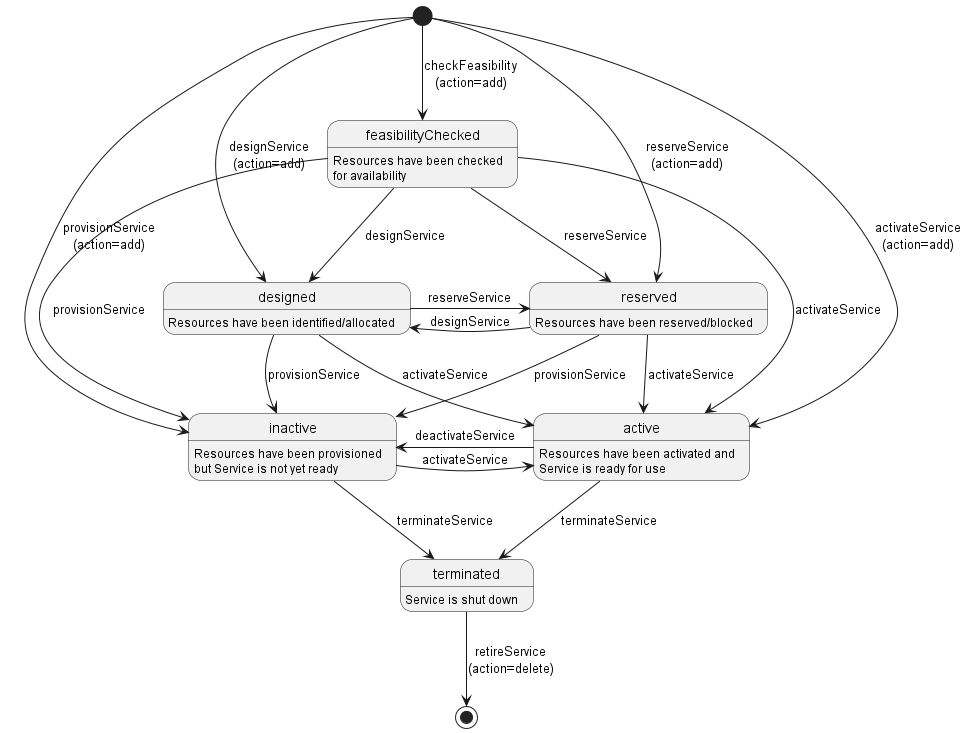 checkFeasibility
(action=add)
feasibilityChecked
Resources have been checked
for availability
designService
(action=add)
reserveService
(action=add)
provisionService
(action=add)
activateService
(action=add)
designService
reserveService
provisionService
activateService
designed
Resources have been identified/allocated
reserveService
designService
reserved
Resources have been reserved/blocked
provisionService
activateService
provisionService
activateService
inactive
Resources have been provisioned
but Service is not yet ready
deactivateService
activateService
active
Resources have been activated and
Service is ready for use
terminateService
terminateService
terminated
Service is shut down
retireService
(action=delete)